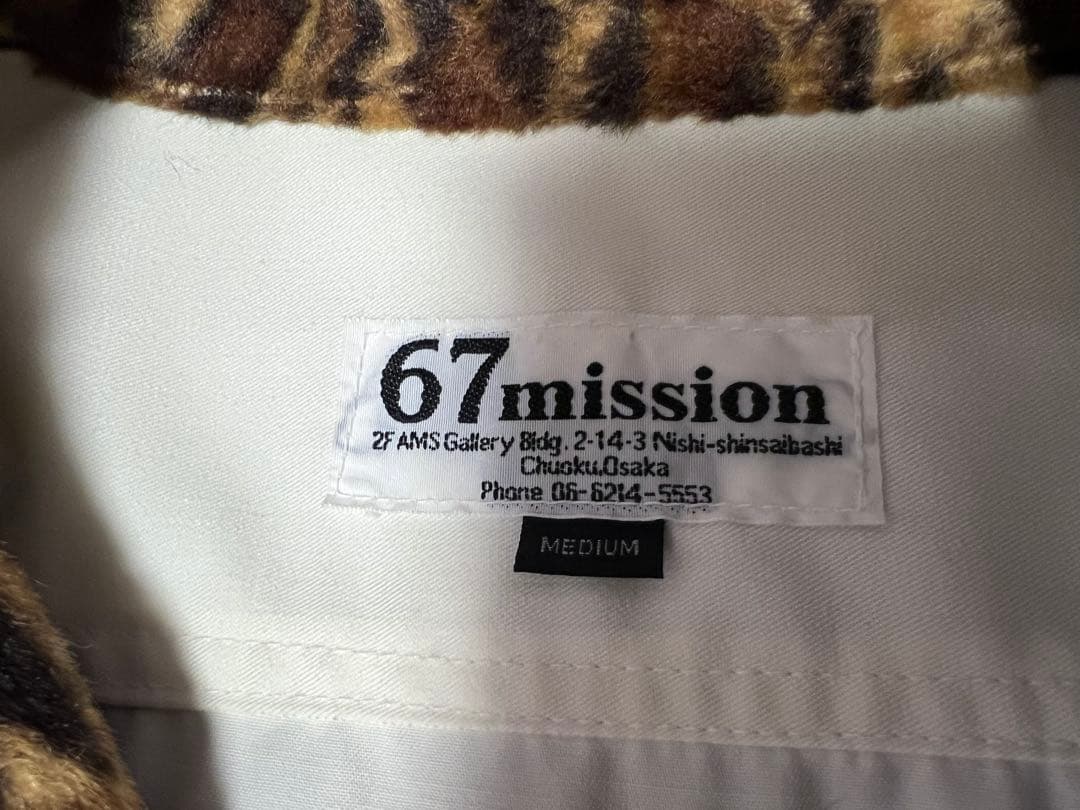 67mission
2F AMS Gallery Bldg. 2-14-3 Nishi-shinsaibashi
Chuoku.Osaka
Phone 06-6214-5553
MEDIUM